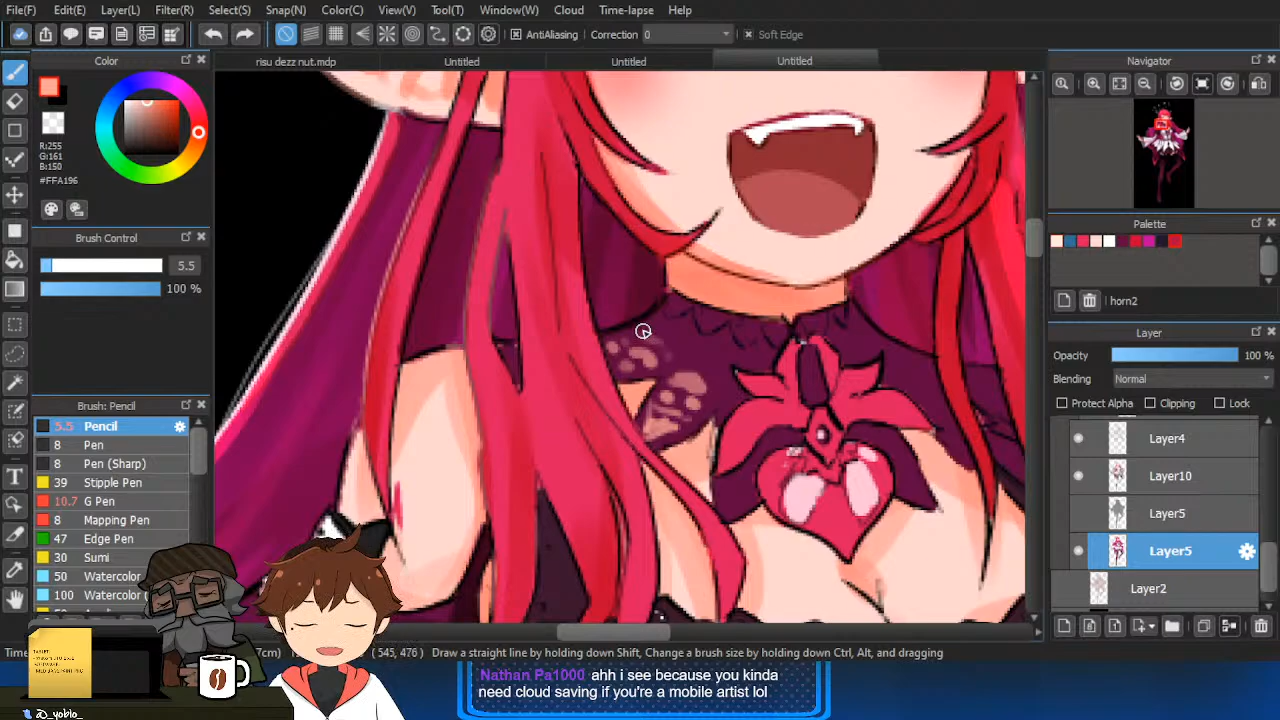 File(F) Edit(E) Layer(L) Filter(R) Select(S) Snap(N) Color(C) View(V) Tool(T) Window(W) Cloud Time-lapse Help
AntiAliasing Correction 0 Soft Edge
Color
risu dezz nut.mdp Untitled Untitled Untitled
Navigator
R:255
G:161
B:150
#FFA196
Brush Control
5.5
100 %
Palette
horn2
Layer
Opacity 100 %
Blending Normal
Protect Alpha Clipping Lock
Layer4
Layer10
Layer5
Layer5
Layer2
Brush: Pencil
5.5 Pencil
8 Pen
8 Pen (Sharp)
39 Stipple Pen
10.7 G Pen
8 Mapping Pen
47 Edge Pen
30 Sumi
50 Watercolor
100 Watercolor
( 545, 476 ) Draw a straight line by holding down Shift, Change a brush size by holding down Ctrl, Alt, and dragging
Nathan Pa1000 ahh i see because you kinda
need cloud saving if you're a mobile artist lol